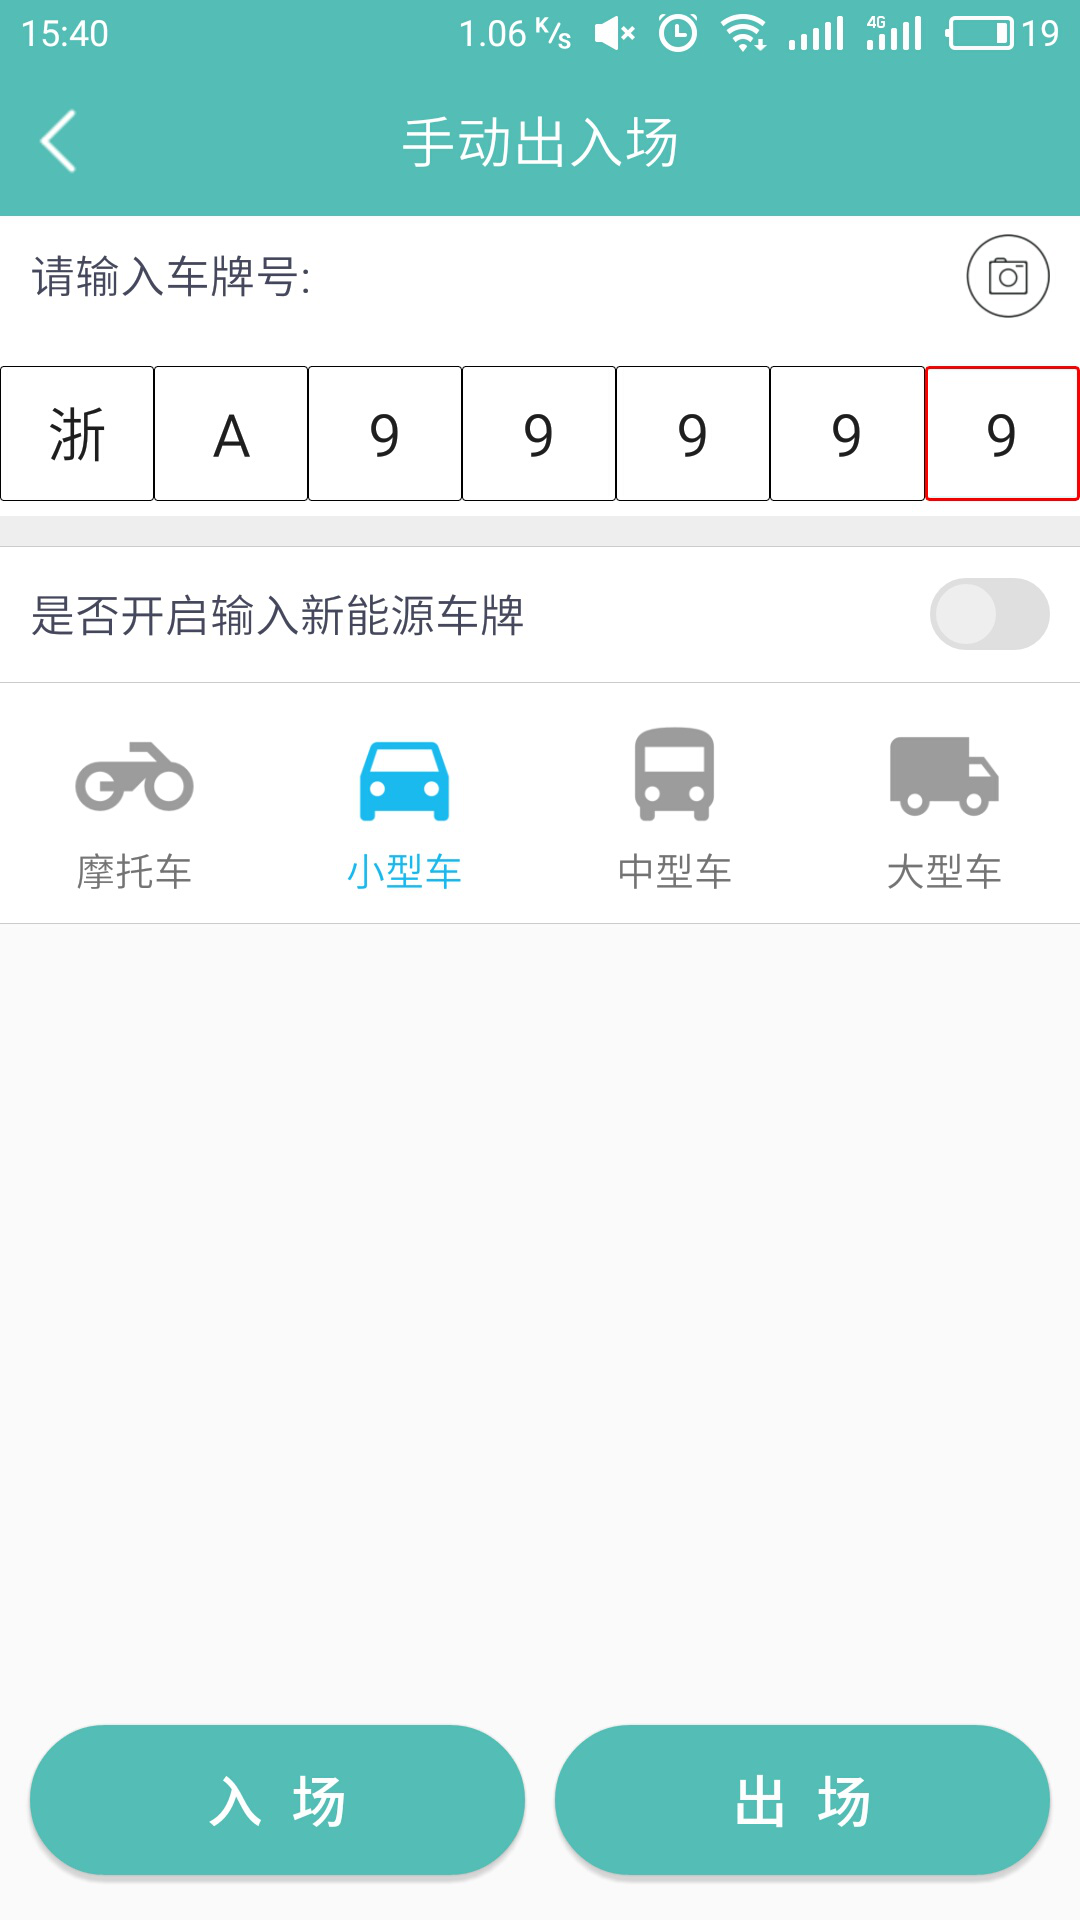 15:40 1.06 K/s 4G 19
手动出入场
请输入车牌号:
浙 A 9 9 9 9 9
是否开启输入新能源车牌
摩托车 小型车 中型车 大型车
入 场 出 场